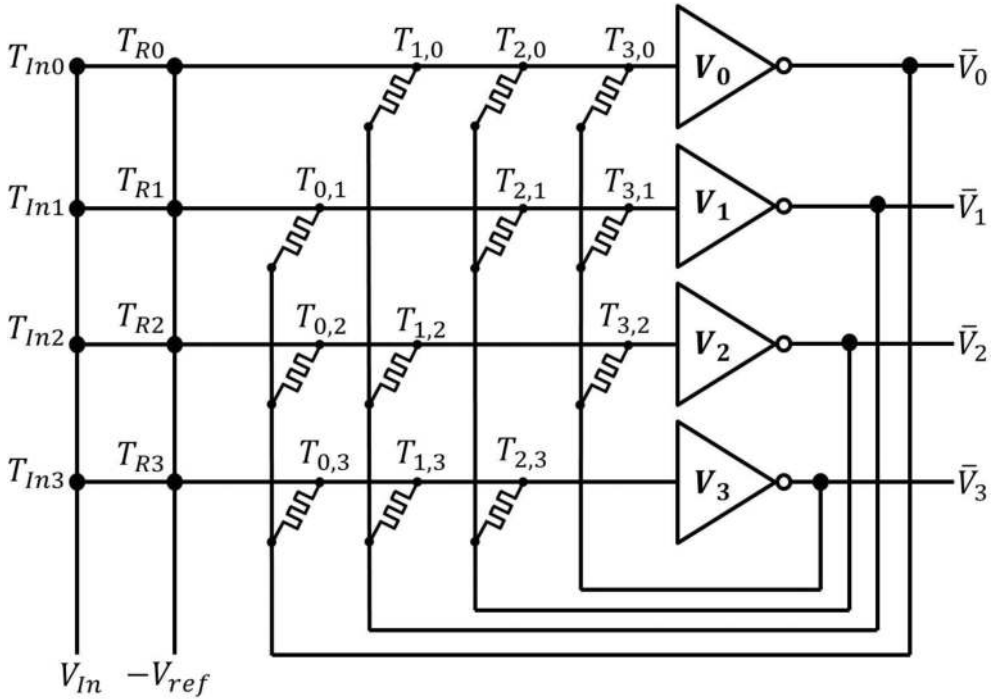 T_{In0} T_{R0} T_{1,0} T_{2,0} T_{3,0} V_0 V̄_0
T_{In1} T_{R1} T_{0,1} T_{2,1} T_{3,1} V_1 V̄_1
T_{In2} T_{R2} T_{0,2} T_{1,2} T_{3,2} V_2 V̄_2
T_{In3} T_{R3} T_{0,3} T_{1,3} T_{2,3} V_3 V̄_3
V_{In} −V_{ref}